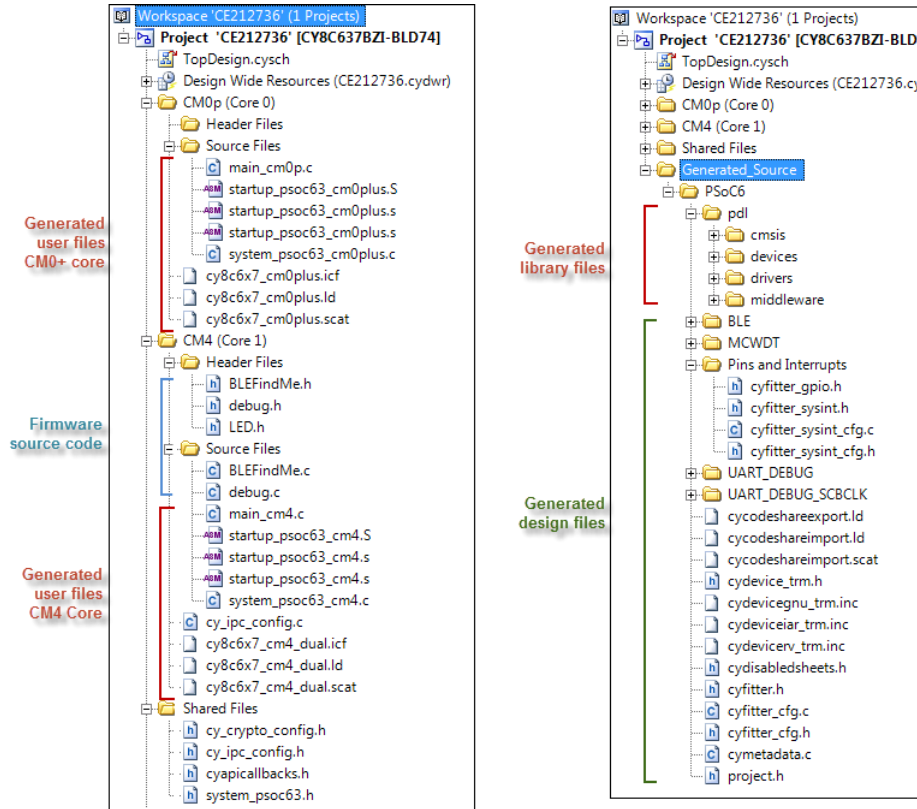 Workspace 'CE212736' (1 Projects)
Project 'CE212736' [CY8C637BZI-BLD74]
TopDesign.cysch
Design Wide Resources (CE212736.cydwr)
CM0p (Core 0)
Header Files
Source Files
main_cm0p.c
startup_psoc63_cm0plus.S
startup_psoc63_cm0plus.s
startup_psoc63_cm0plus.s
system_psoc63_cm0plus.c
cy8c6x7_cm0plus.icf
cy8c6x7_cm0plus.ld
cy8c6x7_cm0plus.scat
Generated
user files
CM0+ core
CM4 (Core 1)
Header Files
BLEFindMe.h
debug.h
LED.h
Source Files
BLEFindMe.c
debug.c
Firmware
source code
main_cm4.c
startup_psoc63_cm4.S
startup_psoc63_cm4.s
startup_psoc63_cm4.s
system_psoc63_cm4.c
cy_ipc_config.c
cy8c6x7_cm4_dual.icf
cy8c6x7_cm4_dual.ld
cy8c6x7_cm4_dual.scat
Generated
user files
CM4 Core
Shared Files
cy_crypto_config.h
cy_ipc_config.h
cyapicallbacks.h
system_psoc63.h
Workspace 'CE212736' (1 Projects)
Project 'CE212736' [CY8C637BZI-BLD
TopDesign.cysch
Design Wide Resources (CE212736.cy
CM0p (Core 0)
CM4 (Core 1)
Shared Files
Generated_Source
PSoC6
pdl
cmsis
devices
drivers
middleware
Generated
library files
BLE
MCWDT
Pins and Interrupts
cyfitter_gpio.h
cyfitter_sysint.h
cyfitter_sysint_cfg.c
cyfitter_sysint_cfg.h
UART_DEBUG
UART_DEBUG_SCBCLK
cycodeshareexport.ld
cycodeshareimport.ld
cycodeshareimport.scat
cydevice_trm.h
cydevicegnu_trm.inc
cydeviceiar_trm.inc
cydevicerv_trm.inc
cydisabledsheets.h
cyfitter.h
cyfitter_cfg.c
cyfitter_cfg.h
cymetadata.c
project.h
Generated
design files